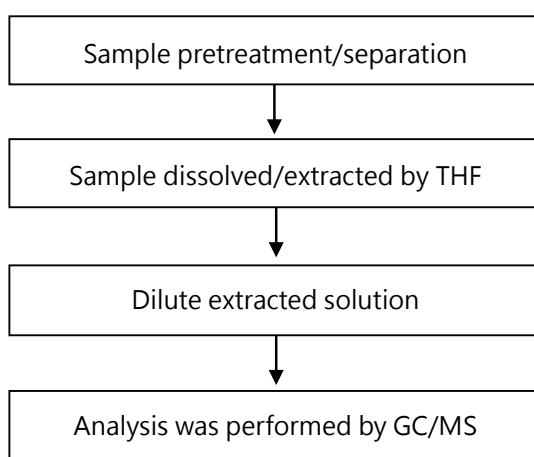 Sample pretreatment/separation
Sample dissolved/extracted by THF
Dilute extracted solution
Analysis was performed by GC/MS